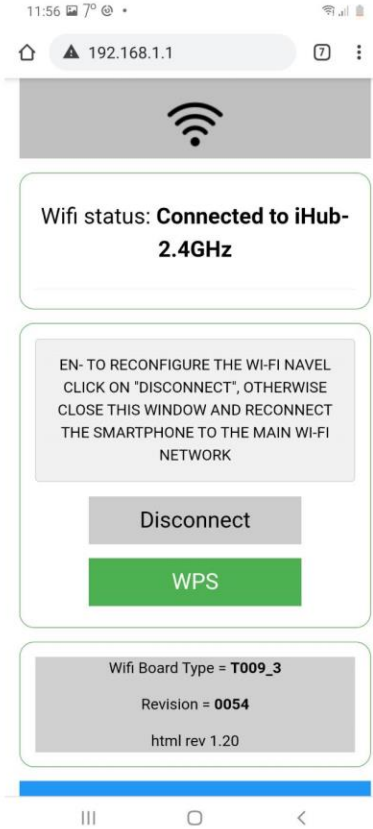 11:56 7°
192.168.1.1
7
Wifi status: Connected to iHub-
2.4GHz
EN- TO RECONFIGURE THE WI-FI NAVEL
CLICK ON "DISCONNECT", OTHERWISE
CLOSE THIS WINDOW AND RECONNECT
THE SMARTPHONE TO THE MAIN WI-FI
NETWORK
Disconnect
WPS
Wifi Board Type = T009_3
Revision = 0054
html rev 1.20